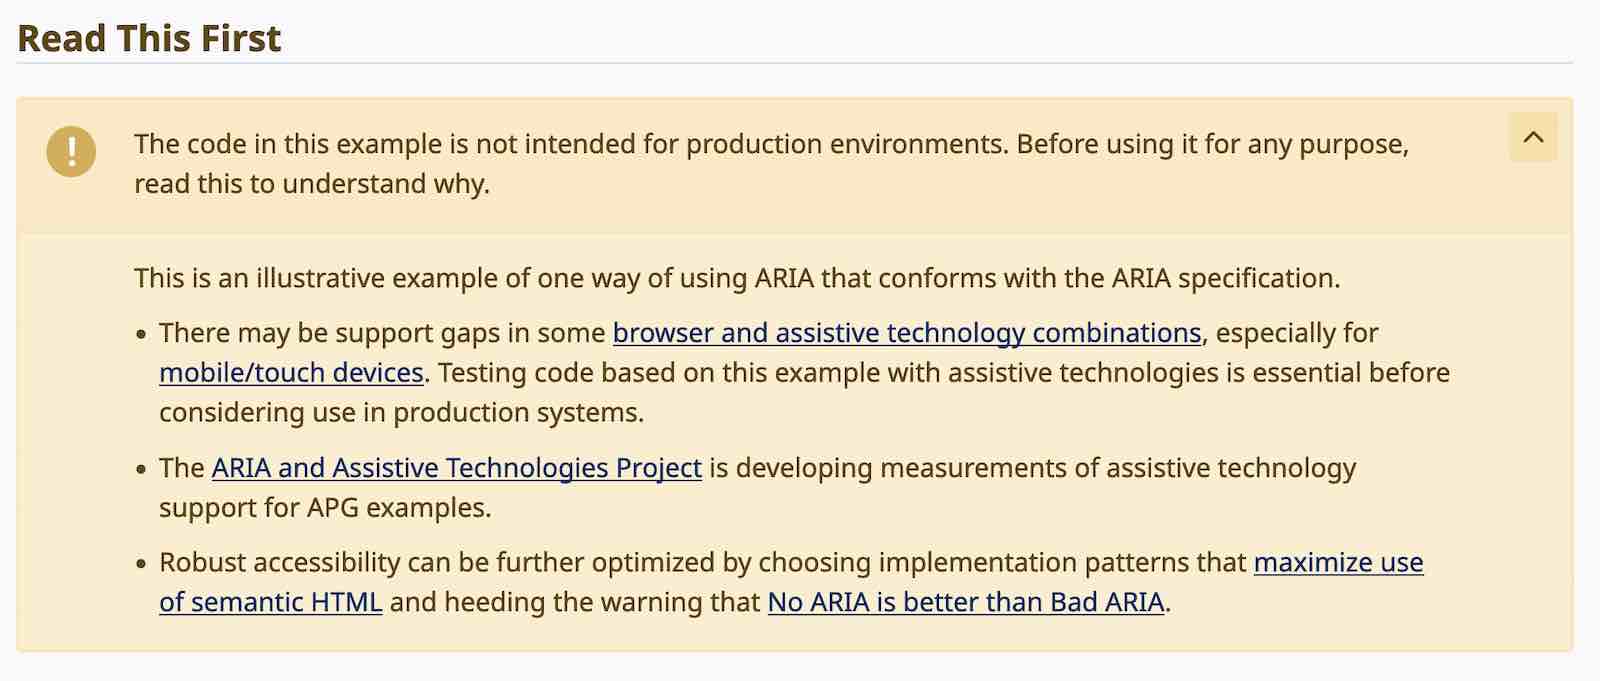 Read This First
The code in this example is not intended for production environments. Before using it for any purpose,
read this to understand why.
This is an illustrative example of one way of using ARIA that conforms with the ARIA specification.
• There may be support gaps in some browser and assistive technology combinations, especially for
mobile/touch devices. Testing code based on this example with assistive technologies is essential before
considering use in production systems.
• The ARIA and Assistive Technologies Project is developing measurements of assistive technology
support for APG examples.
• Robust accessibility can be further optimized by choosing implementation patterns that maximize use
of semantic HTML and heeding the warning that No ARIA is better than Bad ARIA.